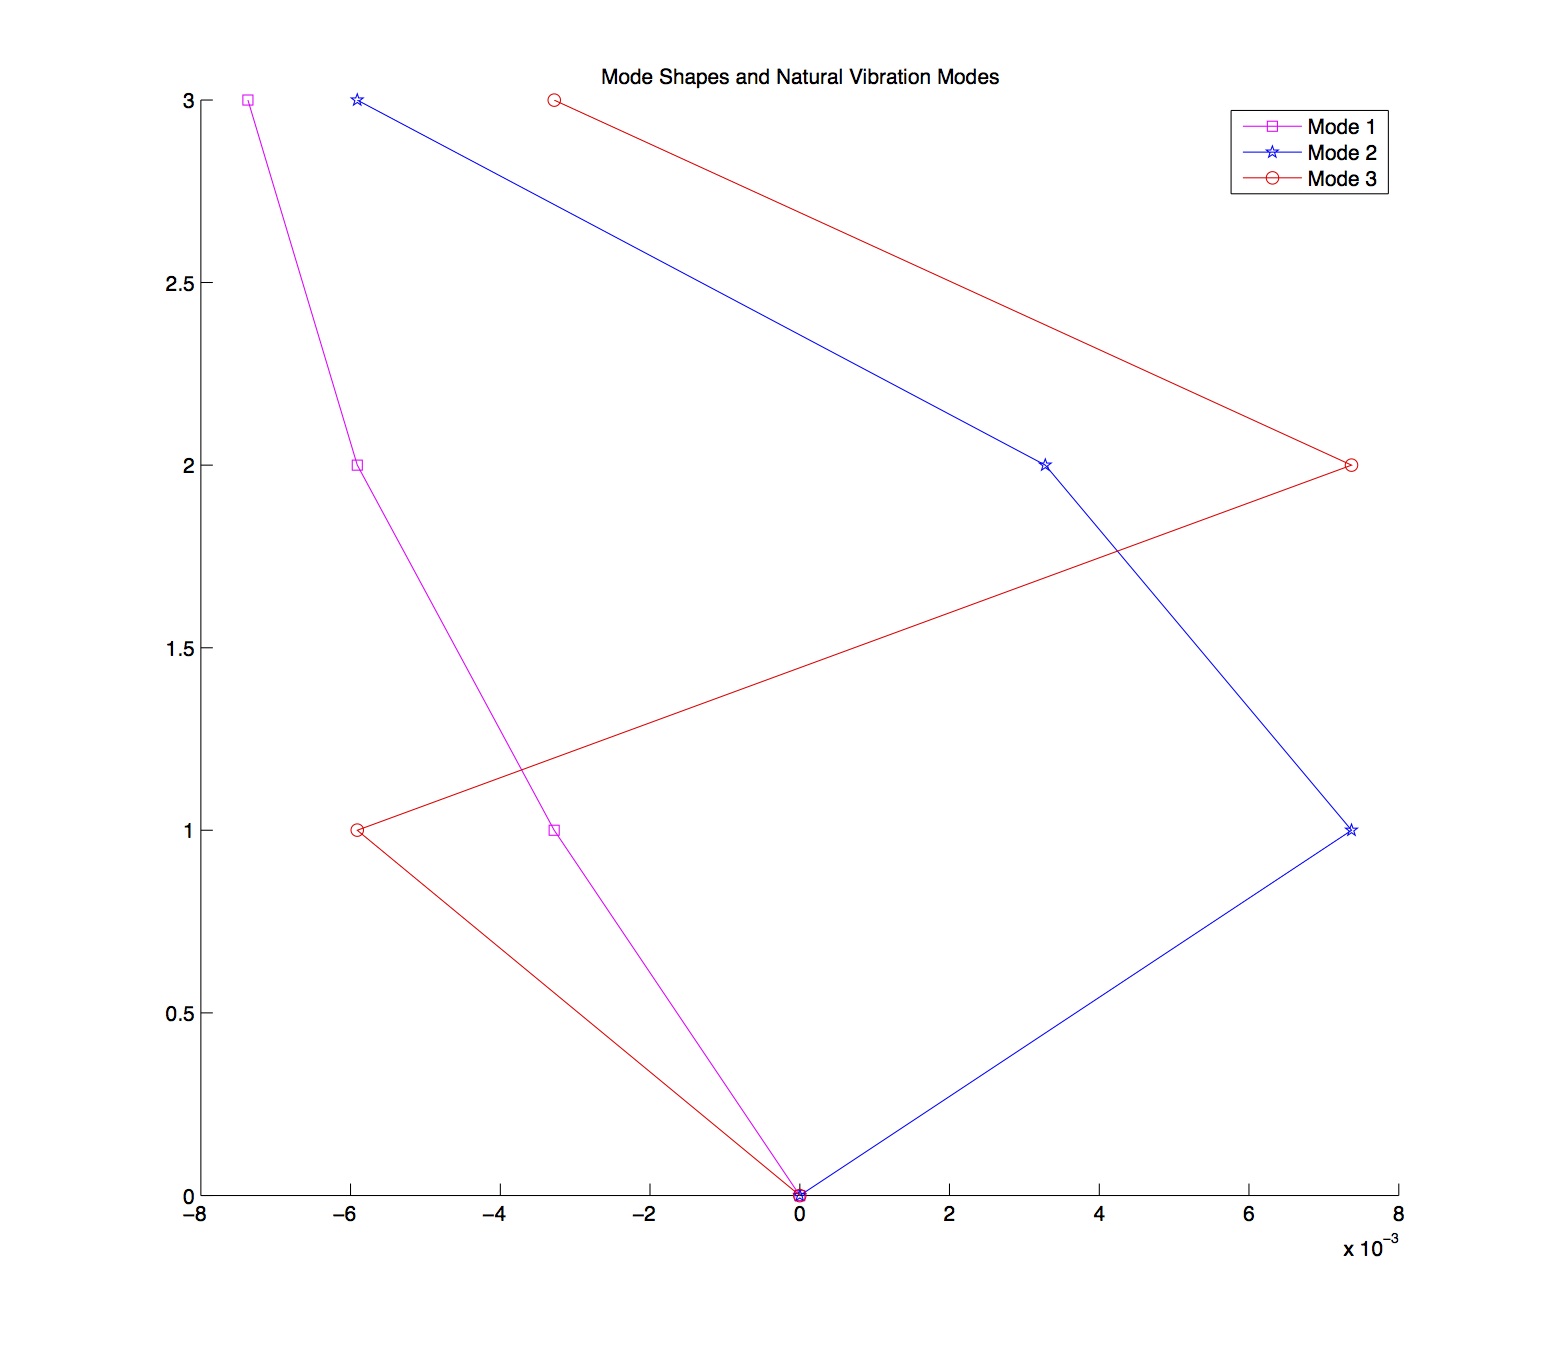 Mode Shapes and Natural Vibration Modes
3
Mode 1
Mode 2
Mode 3
2.5
2
1.5
1
0.5
0
−8 −6 −4 −2 0 2 4 6 8
x 10−3